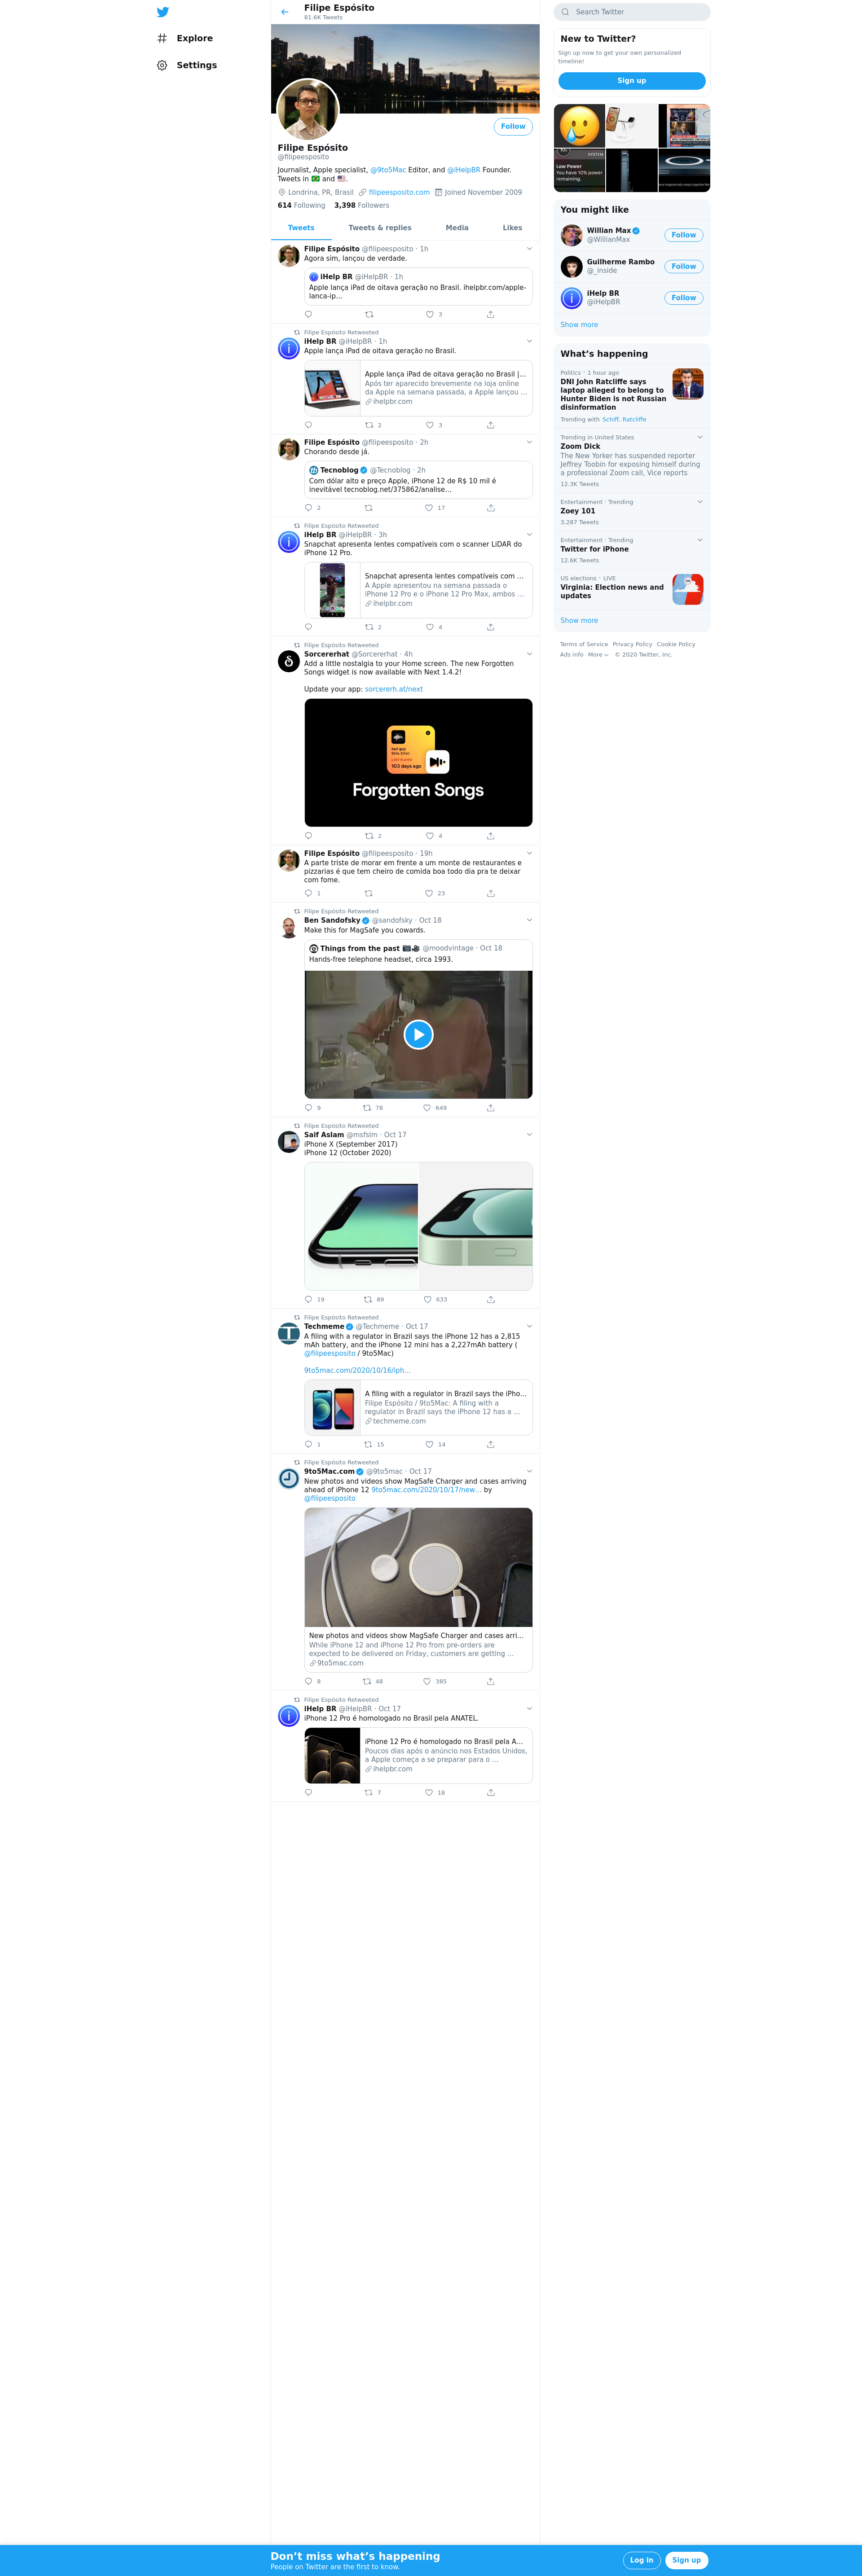 Explore
Settings
Filipe Espósito
81.6K Tweets
Follow
Filipe Espósito
@filipeesposito
Journalist, Apple specialist, @9to5Mac Editor, and @iHelpBR Founder.
Tweets in 🇧🇷 and 🇺🇸.
Londrina, PR, Brasil filipeesposito.com Joined November 2009
614 Following 3,398 Followers
Tweets Tweets & replies Media Likes
Filipe Espósito @filipeesposito · 1h
Agora sim, lançou de verdade.
iHelp BR @iHelpBR · 1h
Apple lança iPad de oitava geração no Brasil. ihelpbr.com/apple-
lanca-ip…
3
Filipe Espósito Retweeted
iHelp BR @iHelpBR · 1h
Apple lança iPad de oitava geração no Brasil.
Apple lança iPad de oitava geração no Brasil |…
Após ter aparecido brevemente na loja online
da Apple na semana passada, a Apple lançou …
ihelpbr.com
2 3
Filipe Espósito @filipeesposito · 2h
Chorando desde já.
Tecnoblog @Tecnoblog · 2h
Com dólar alto e preço Apple, iPhone 12 de R$ 10 mil é
inevitável tecnoblog.net/375862/analise…
2 17
Filipe Espósito Retweeted
iHelp BR @iHelpBR · 3h
Snapchat apresenta lentes compatíveis com o scanner LiDAR do
iPhone 12 Pro.
Snapchat apresenta lentes compatíveis com …
A Apple apresentou na semana passada o
iPhone 12 Pro e o iPhone 12 Pro Max, ambos …
ihelpbr.com
2 4
Filipe Espósito Retweeted
Sorcererhat @Sorcererhat · 4h
Add a little nostalgia to your Home screen. The new Forgotten
Songs widget is now available with Next 1.4.2!
Update your app: sorcererh.at/next
bad guy
Billie Eilish
LAST PLAYED
103 days ago
Forgotten Songs
2 4
Filipe Espósito @filipeesposito · 19h
A parte triste de morar em frente a um monte de restaurantes e
pizzarias é que tem cheiro de comida boa todo dia pra te deixar
com fome.
1 23
Filipe Espósito Retweeted
Ben Sandofsky @sandofsky · Oct 18
Make this for MagSafe you cowards.
Things from the past 📷🎥 @moodvintage · Oct 18
Hands-free telephone headset, circa 1993.
9 78 649
Filipe Espósito Retweeted
Saif Aslam @msfsim · Oct 17
iPhone X (September 2017)
iPhone 12 (October 2020)
19 89 633
Filipe Espósito Retweeted
Techmeme @Techmeme · Oct 17
A filing with a regulator in Brazil says the iPhone 12 has a 2,815
mAh battery, and the iPhone 12 mini has a 2,227mAh battery (
@filipeesposito / 9to5Mac)
9to5mac.com/2020/10/16/iph…
A filing with a regulator in Brazil says the iPho…
Filipe Espósito / 9to5Mac: A filing with a
regulator in Brazil says the iPhone 12 has a …
techmeme.com
1 15 14
Filipe Espósito Retweeted
9to5Mac.com @9to5mac · Oct 17
New photos and videos show MagSafe Charger and cases arriving
ahead of iPhone 12 9to5mac.com/2020/10/17/new… by
@filipeesposito
New photos and videos show MagSafe Charger and cases arri…
While iPhone 12 and iPhone 12 Pro from pre-orders are
expected to be delivered on Friday, customers are getting …
9to5mac.com
8 48 385
Filipe Espósito Retweeted
iHelp BR @iHelpBR · Oct 17
iPhone 12 Pro é homologado no Brasil pela ANATEL.
iPhone 12 Pro é homologado no Brasil pela A…
Poucos dias após o anúncio nos Estados Unidos,
a Apple começa a se preparar para o …
ihelpbr.com
7 18
Search Twitter
New to Twitter?
Sign up now to get your own personalized
timeline!
Sign up
SYSTEM
Low Power
You have 10% power
remaining.
You might like
Willian Max
@WillianMax
Follow
Guilherme Rambo
@_inside
Follow
iHelp BR
@iHelpBR
Follow
Show more
What's happening
Politics · 1 hour ago
DNI John Ratcliffe says
laptop alleged to belong to
Hunter Biden is not Russian
disinformation
Trending with Schiff, Ratcliffe
Trending in United States
Zoom Dick
The New Yorker has suspended reporter
Jeffrey Toobin for exposing himself during
a professional Zoom call, Vice reports
12.3K Tweets
Entertainment · Trending
Zoey 101
3,287 Tweets
Entertainment · Trending
Twitter for iPhone
12.6K Tweets
US elections · LIVE
Virginia: Election news and
updates
Show more
Terms of Service Privacy Policy Cookie Policy
Ads info More © 2020 Twitter, Inc.
Don't miss what's happening
People on Twitter are the first to know.
Log in Sign up